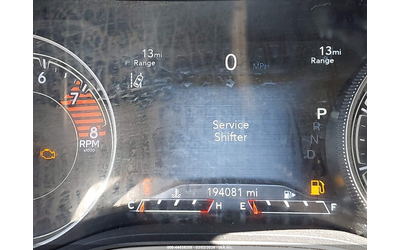 13mi
Range
0 MPH
13mi
Range
6
7
8
RPM
x1000
Service
Shifter
P
R
N
D
194081 mi
C H E F